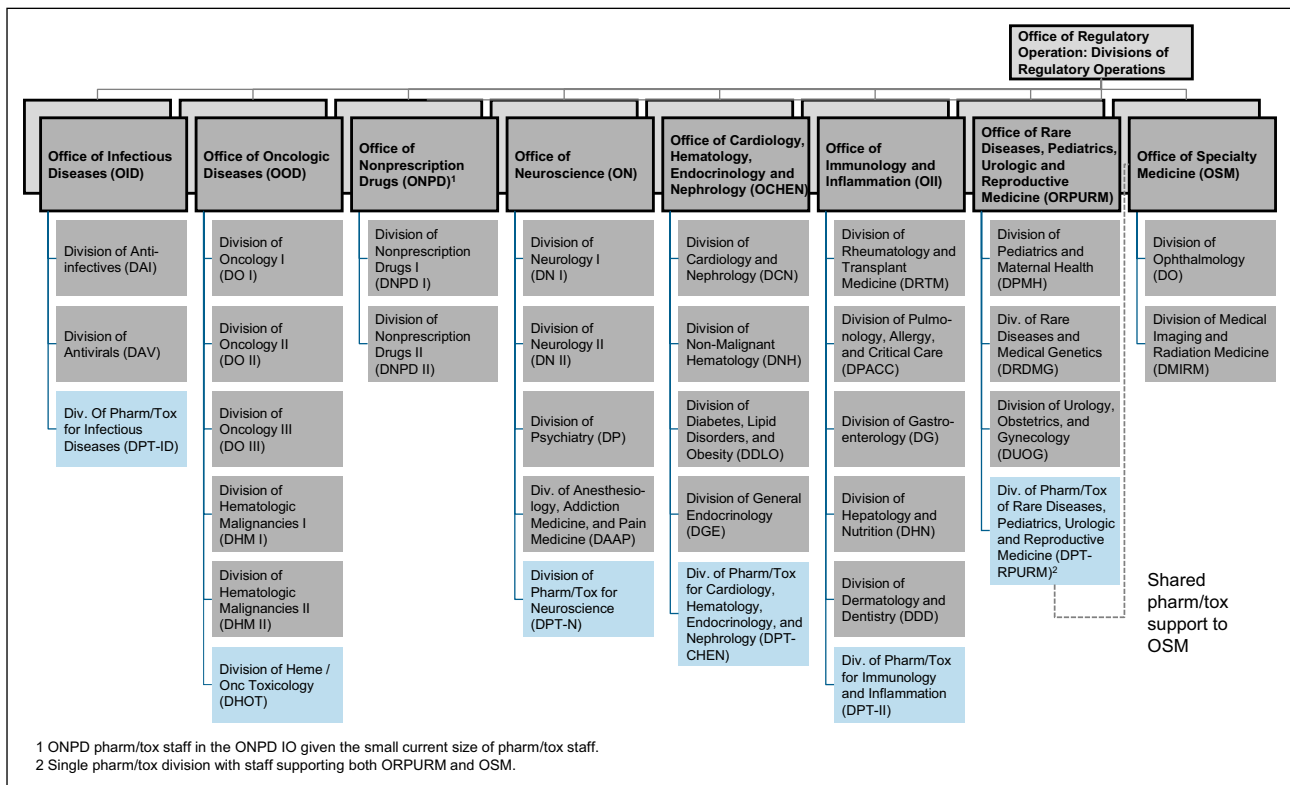 Office of Regulatory
Operation: Divisions of
Regulatory Operations
Office of Infectious
Diseases (OID)
Office of Oncologic
Diseases (OOD)
Office of
Nonprescription
Drugs (ONPD)1
Office of
Neuroscience (ON)
Office of Cardiology,
Hematology,
Endocrinology and
Nephrology (OCHEN)
Office of
Immunology and
Inflammation (OII)
Office of Rare
Diseases, Pediatrics,
Urologic and
Reproductive
Medicine (ORPURM)
Office of Specialty
Medicine (OSM)
Division of Anti-
infectives (DAI)
Division of
Antivirals (DAV)
Div. Of Pharm/Tox
for Infectious
Diseases (DPT-ID)
Division of
Oncology I
(DO I)
Division of
Oncology II
(DO II)
Division of
Oncology III
(DO III)
Division of
Hematologic
Malignancies I
(DHM I)
Division of
Hematologic
Malignancies II
(DHM II)
Division of Heme /
Onc Toxicology
(DHOT)
Division of
Nonprescription
Drugs I
(DNPD I)
Division of
Nonprescription
Drugs II
(DNPD II)
Division of
Neurology I
(DN I)
Division of
Neurology II
(DN II)
Division of
Psychiatry (DP)
Div. of Anesthesio-
logy, Addiction
Medicine, and Pain
Medicine (DAAP)
Division of
Pharm/Tox for
Neuroscience
(DPT-N)
Division of
Cardiology and
Nephrology (DCN)
Division of
Non-Malignant
Hematology (DNH)
Division of
Diabetes, Lipid
Disorders, and
Obesity (DDLO)
Division of General
Endocrinology
(DGE)
Div. of Pharm/Tox
for Cardiology,
Hematology,
Endocrinology, and
Nephrology (DPT-
CHEN)
Division of
Rheumatology and
Transplant
Medicine (DRTM)
Division of Pulmo-
nology, Allergy,
and Critical Care
(DPACC)
Division of Gastro-
enterology (DG)
Division of
Hepatology and
Nutrition (DHN)
Division of
Dermatology and
Dentistry (DDD)
Div. of Pharm/Tox
for Immunology
and Inflammation
(DPT-II)
Division of
Pediatrics and
Maternal Health
(DPMH)
Div. of Rare
Diseases and
Medical Genetics
(DRDMG)
Division of Urology,
Obstetrics, and
Gynecology
(DUOG)
Div. of Pharm/Tox
of Rare Diseases,
Pediatrics, Urologic
and Reproductive
Medicine (DPT-
RPURM)2
Division of
Ophthalmology
(DO)
Division of Medical
Imaging and
Radiation Medicine
(DMIRM)
Shared
pharm/tox
support to
OSM
1 ONPD pharm/tox staff in the ONPD IO given the small current size of pharm/tox staff.
2 Single pharm/tox division with staff supporting both ORPURM and OSM.